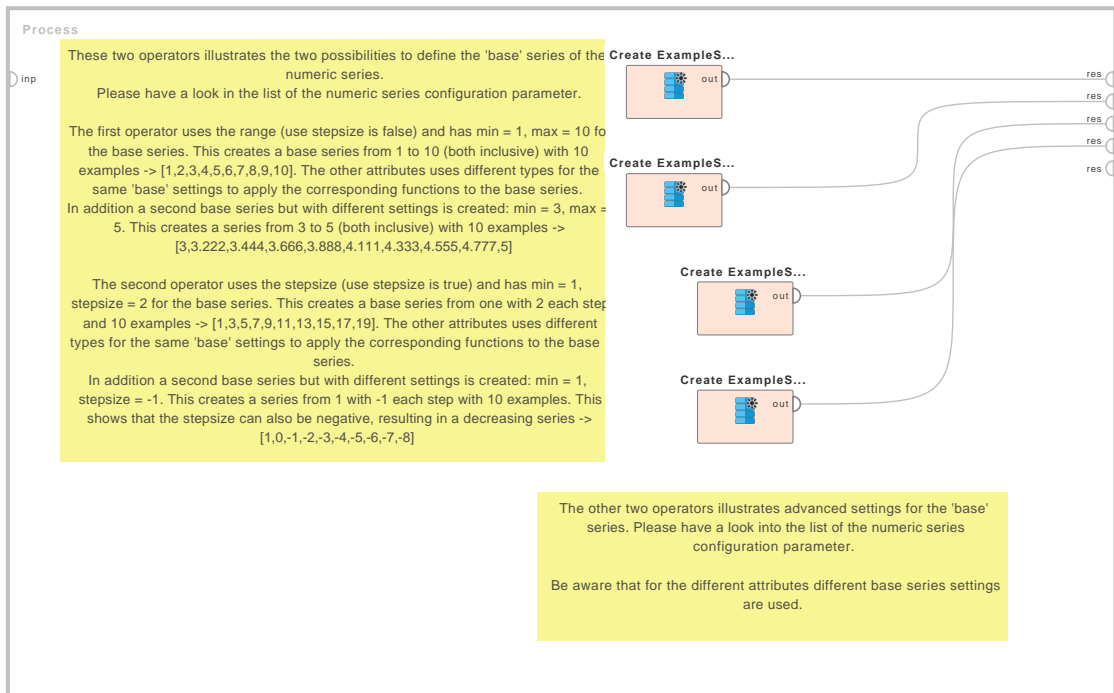 Process
inp
These two operators illustrates the two possibilities to define the 'base' series of the
numeric series.
Please have a look in the list of the numeric series configuration parameter.
The first operator uses the range (use stepsize is false) and has min = 1, max = 10 fo
the base series. This creates a base series from 1 to 10 (both inclusive) with 10
examples -> [1,2,3,4,5,6,7,8,9,10]. The other attributes uses different types for the
same 'base' settings to apply the corresponding functions to the base series.
In addition a second base series but with different settings is created: min = 3, max =
5. This creates a series from 3 to 5 (both inclusive) with 10 examples ->
[3,3.222,3.444,3.666,3.888,4.111,4.333,4.555,4.777,5]
The second operator uses the stepsize (use stepsize is true) and has min = 1,
stepsize = 2 for the base series. This creates a base series from one with 2 each step
and 10 examples -> [1,3,5,7,9,11,13,15,17,19]. The other attributes uses different
types for the same 'base' settings to apply the corresponding functions to the base
series.
In addition a second base series but with different settings is created: min = 1,
stepsize = -1. This creates a series from 1 with -1 each step with 10 examples. This
shows that the stepsize can also be negative, resulting in a decreasing series ->
[1,0,-1,-2,-3,-4,-5,-6,-7,-8]
Create ExampleS...
out
Create ExampleS...
out
Create ExampleS...
out
Create ExampleS...
out
res
res
res
res
res
The other two operators illustrates advanced settings for the 'base'
series. Please have a look into the list of the numeric series
configuration parameter.
Be aware that for the different attributes different base series settings
are used.